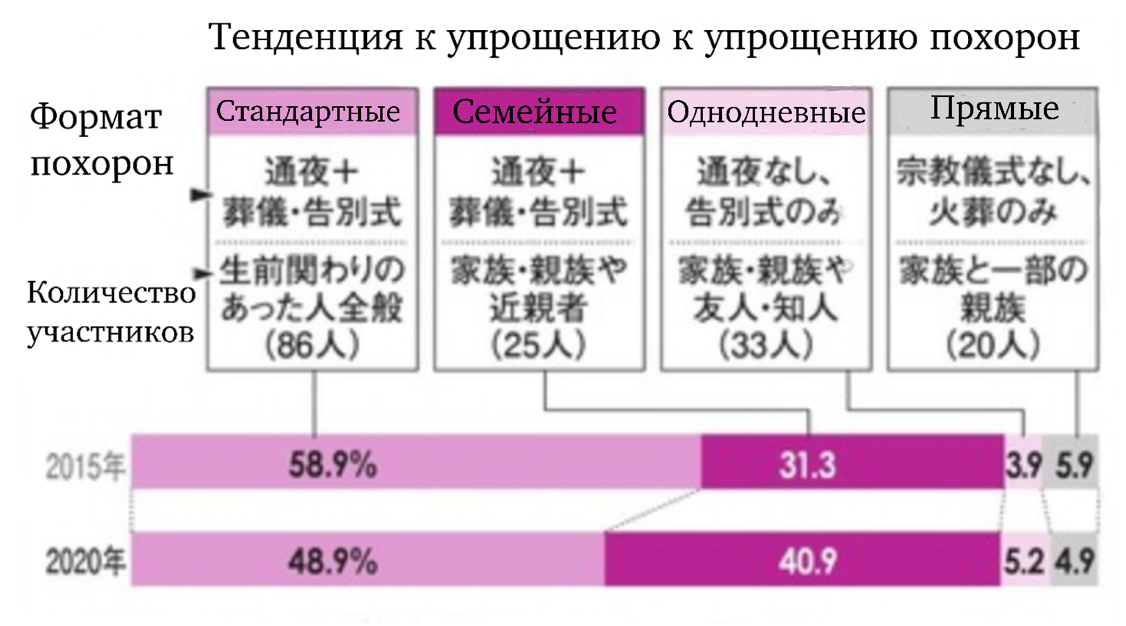 Тенденция к упрощению к упрощению похорон
Формат
похорон
Количество
участников
Стандартные
通夜＋
葬儀・告別式
生前関わりの
あった人全般
(86人)
Семейные
通夜＋
葬儀・告別式
家族・親族や
近親者
(25人)
Однодневные
通夜なし、
告別式のみ
家族・親族や
友人・知人
(33人)
Прямые
宗教儀式なし、
火葬のみ
家族と一部の
親族
(20人)
2015年 58.9% 31.3 3.9 5.9
2020年 48.9% 40.9 5.2 4.9